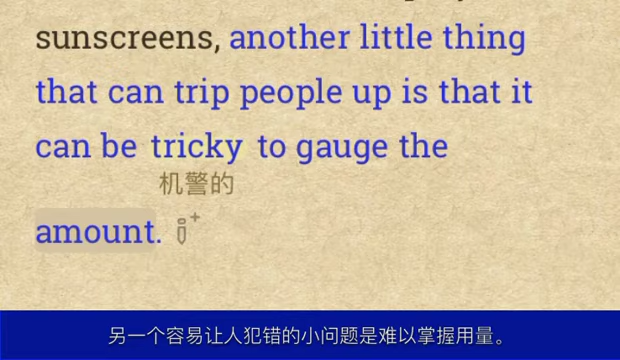 sunscreens, another little thing
that can trip people up is that it
can be tricky to gauge the
机警的
amount.
另一个容易让人犯错的小问题是难以掌握用量。